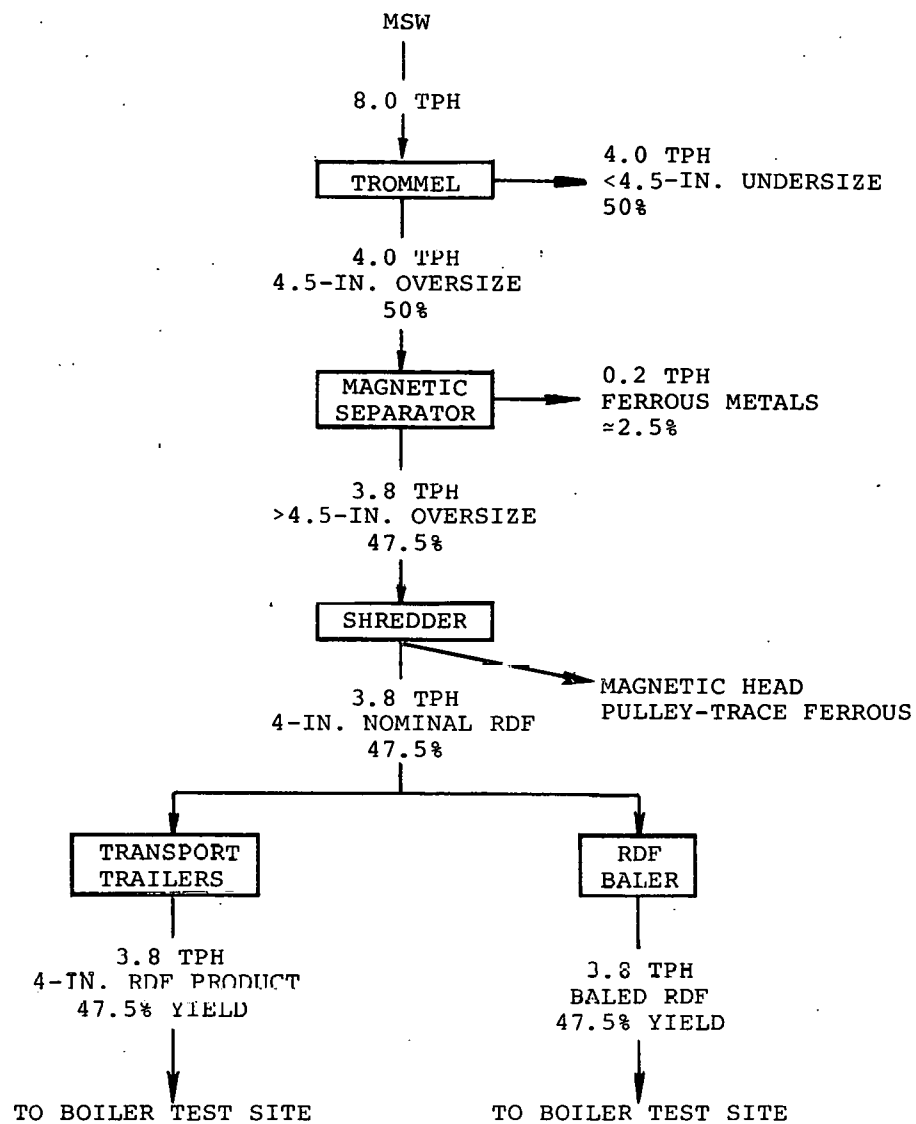 MSW
8.0 TPH
TROMMEL
4.0 TPH
<4.5-IN. UNDERSIZE
50%
4.0 TPH
4.5-IN. OVERSIZE
50%
MAGNETIC
SEPARATOR
0.2 TPH
FERROUS METALS
≃2.5%
3.8 TPH
>4.5-IN. OVERSIZE
47.5%
SHREDDER
MAGNETIC HEAD
PULLEY-TRACE FERROUS
3.8 TPH
4-IN. NOMINAL RDF
47.5%
TRANSPORT
TRAILERS
RDF
BALER
3.8 TPH
4-IN. RDF PRODUCT
47.5% YIELD
3.8 TPH
BALED RDF
47.5% YIELD
TO BOILER TEST SITE
TO BOILER TEST SITE